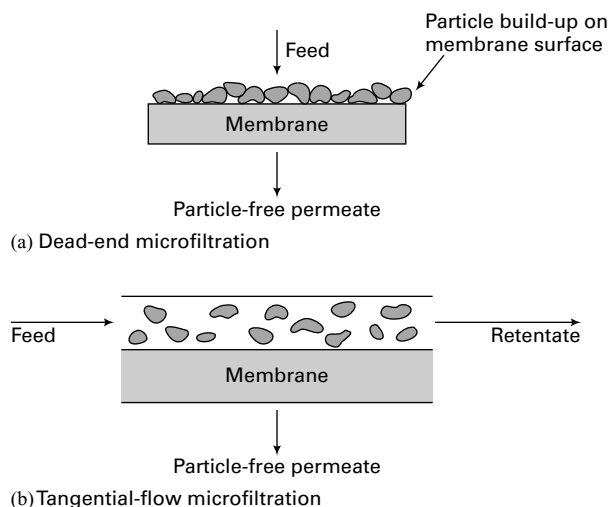 Particle build-up on
membrane surface
Feed
Membrane
Particle-free permeate
(a) Dead-end microfiltration
Feed
Retentate
Membrane
Particle-free permeate
(b) Tangential-flow microfiltration